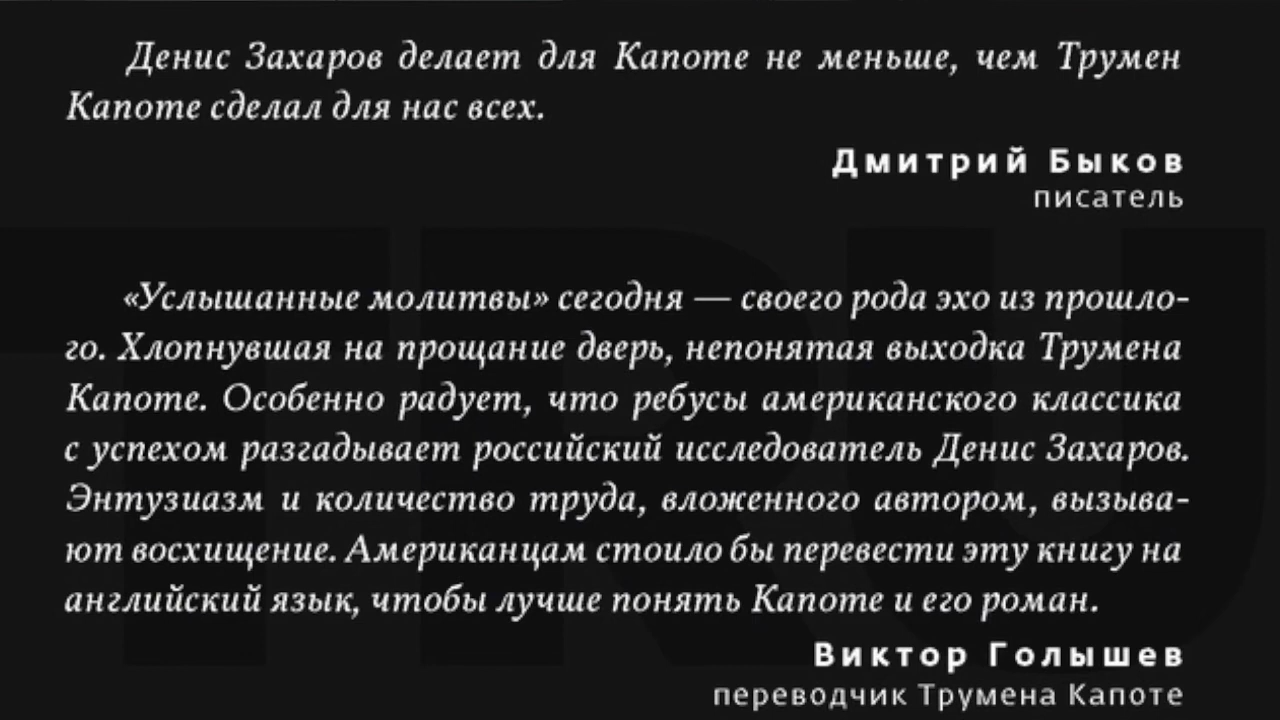 Денис Захаров делает для Капоте не меньше, чем Трумен
Капоте сделал для нас всех.
Дмитрий Быков
писатель
«Услышанные молитвы» сегодня — своего рода эхо из прошло-
го. Хлопнувшая на прощание дверь, непонятая выходка Трумена
Капоте. Особенно радует, что ребусы американского классика
с успехом разгадывает российский исследователь Денис Захаров.
Энтузиазм и количество труда, вложенного автором, вызыва-
ют восхищение. Американцам стоило бы перевести эту книгу на
английский язык, чтобы лучше понять Капоте и его роман.
Виктор Голышев
переводчик Трумена Капоте